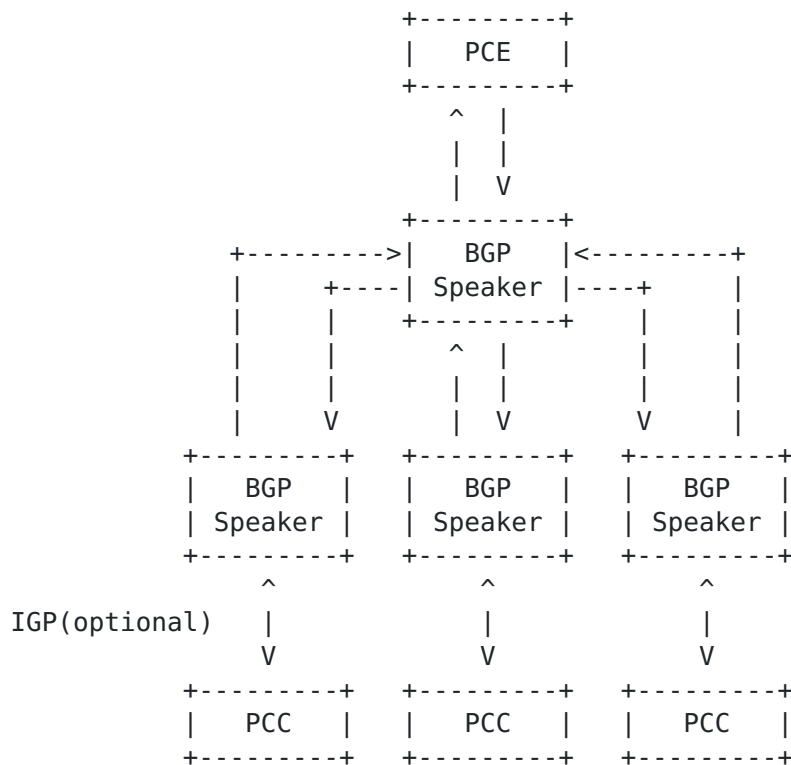 PCE
BGP
Speaker
BGP BGP BGP
Speaker Speaker Speaker
IGP(optional)
PCC PCC PCC